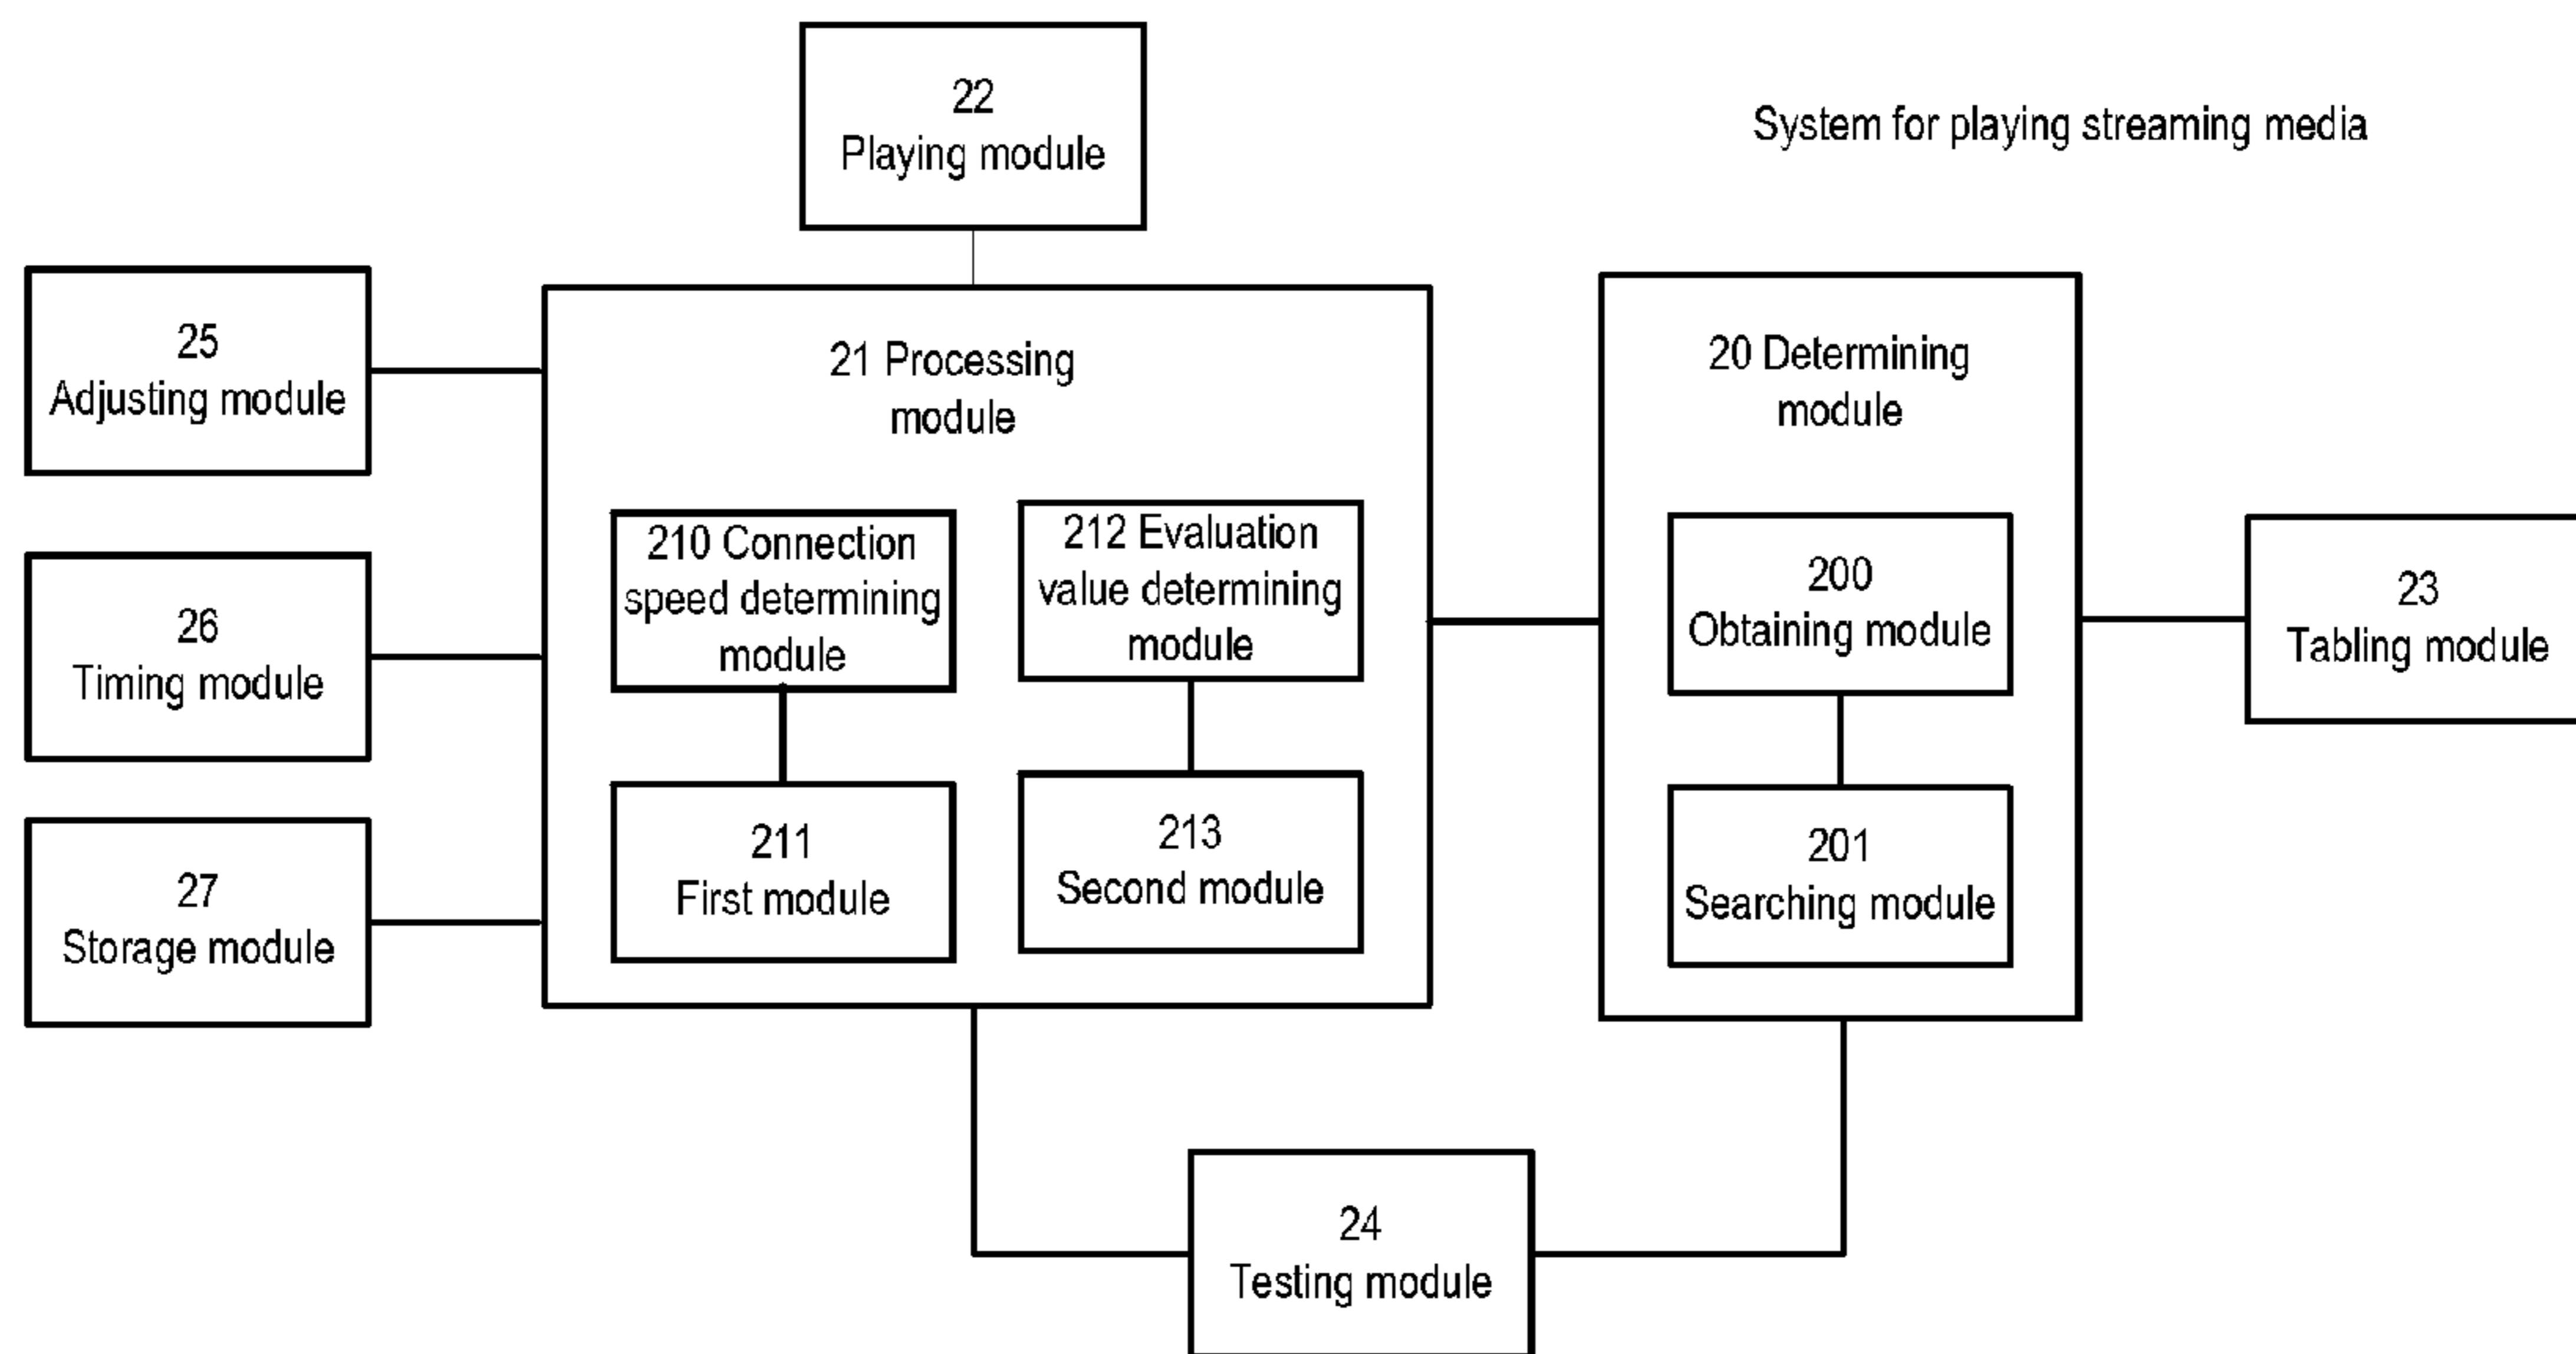 22
Playing module
System for playing streaming media
25
Adjusting module
21 Processing
module
20 Determining
module
210 Connection
speed determining
module
212 Evaluation
value determining
module
200
Obtaining module
23
Tabling module
26
Timing module
211
First module
213
Second module
201
Searching module
27
Storage module
24
Testing module